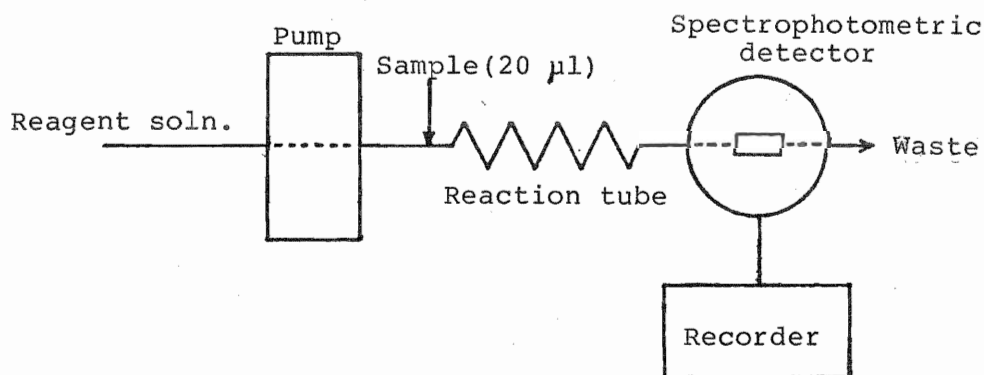 Spectrophotometric
detector
Pump
Sample(20 µl)
Reagent soln.
Waste
Reaction tube
Recorder